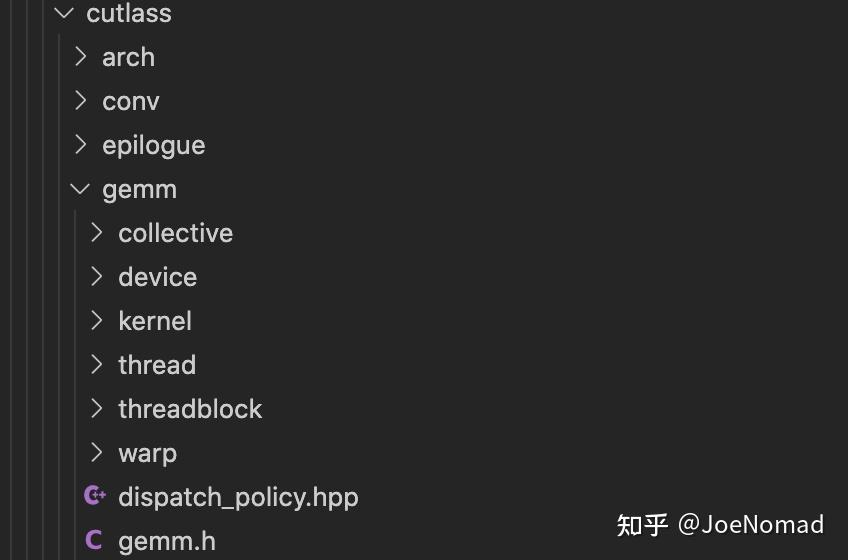 cutlass
arch
conv
epilogue
gemm
collective
device
kernel
thread
threadblock
warp
dispatch_policy.hpp
gemm.h
知乎 @JoeNomad